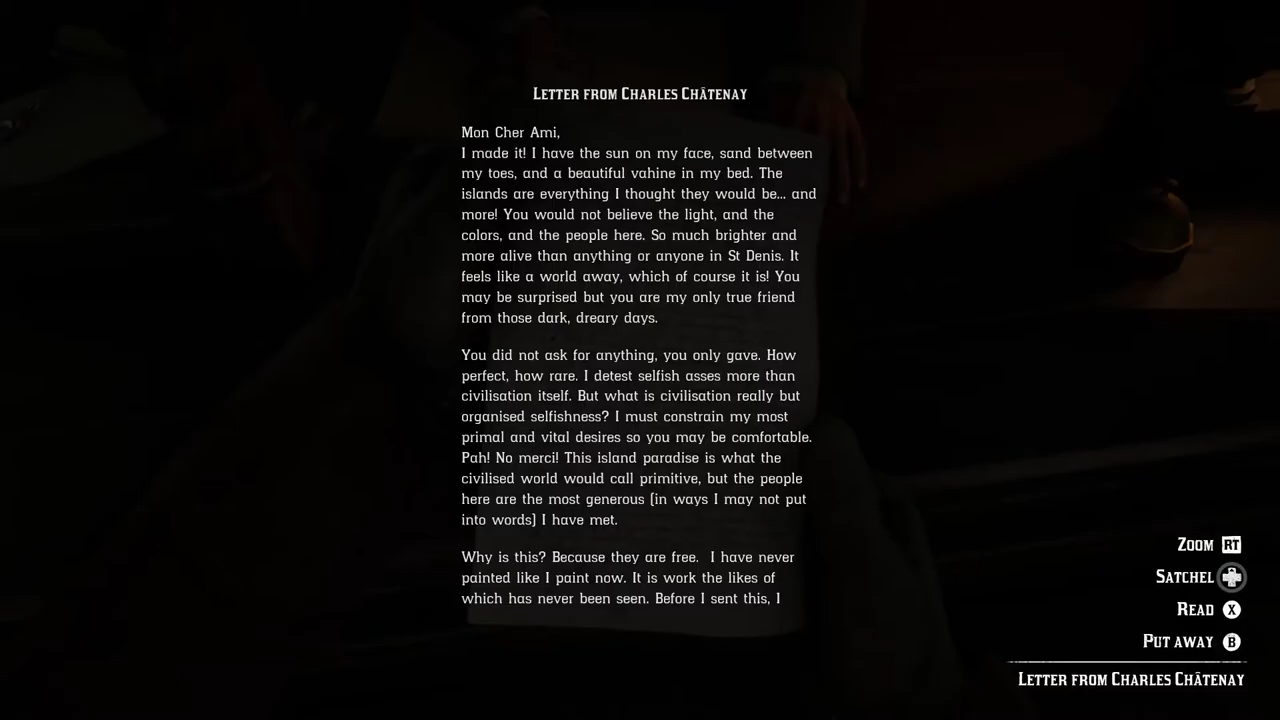 LETTER FROM CHARLES CHÂTENAY
Mon Cher Ami,
I made it! I have the sun on my face, sand between
my toes, and a beautiful vahine in my bed. The
islands are everything I thought they would be... and
more! You would not believe the light, and the
colors, and the people here. So much brighter and
more alive than anything or anyone in St Denis. It
feels like a world away, which of course it is! You
may be surprised but you are my only true friend
from those dark, dreary days.
You did not ask for anything, you only gave. How
perfect, how rare. I detest selfish asses more than
civilisation itself. But what is civilisation really but
organised selfishness? I must constrain my most
primal and vital desires so you may be comfortable.
Pah! No merci! This island paradise is what the
civilised world would call primitive, but the people
here are the most generous (in ways I may not put
into words) I have met.
Why is this? Because they are free. I have never
painted like I paint now. It is work the likes of
which has never been seen. Before I sent this, I
ZOOM RT
SATCHEL
READ X
PUT AWAY B
LETTER FROM CHARLES CHÂTENAY